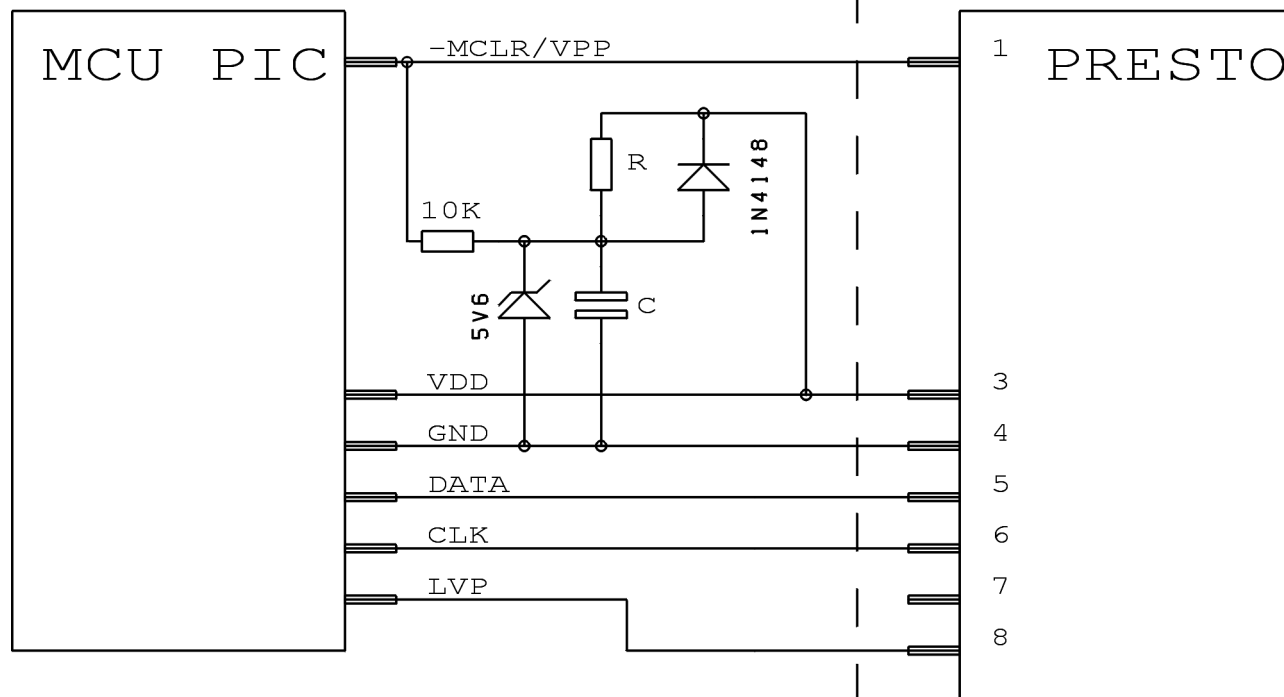 MCU PIC
-MCLR/VPP
1
PRESTO
R
1N4148
10K
5V6
C
VDD
3
GND
4
DATA
5
CLK
6
LVP
7
8